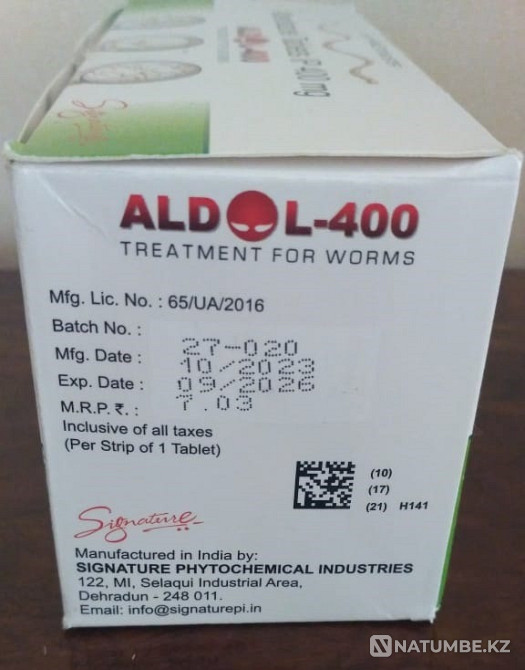 ALDOL-400
TREATMENT FOR WORMS
Mfg. Lic. No. : 65/UA/2016
Batch No. : 27-020
Mfg. Date : 10/2023
Exp. Date : 09/2026
M.R.P. ₹. : 7.03
Inclusive of all taxes
(Per Strip of 1 Tablet)
(10)
(17)
(21) H141
Signature
Manufactured in India by:
SIGNATURE PHYTOCHEMICAL INDUSTRIES
122, MI, Selaqui Industrial Area,
Dehradun - 248 011.
Email: info@signaturepi.in
NATUMBE.KZ